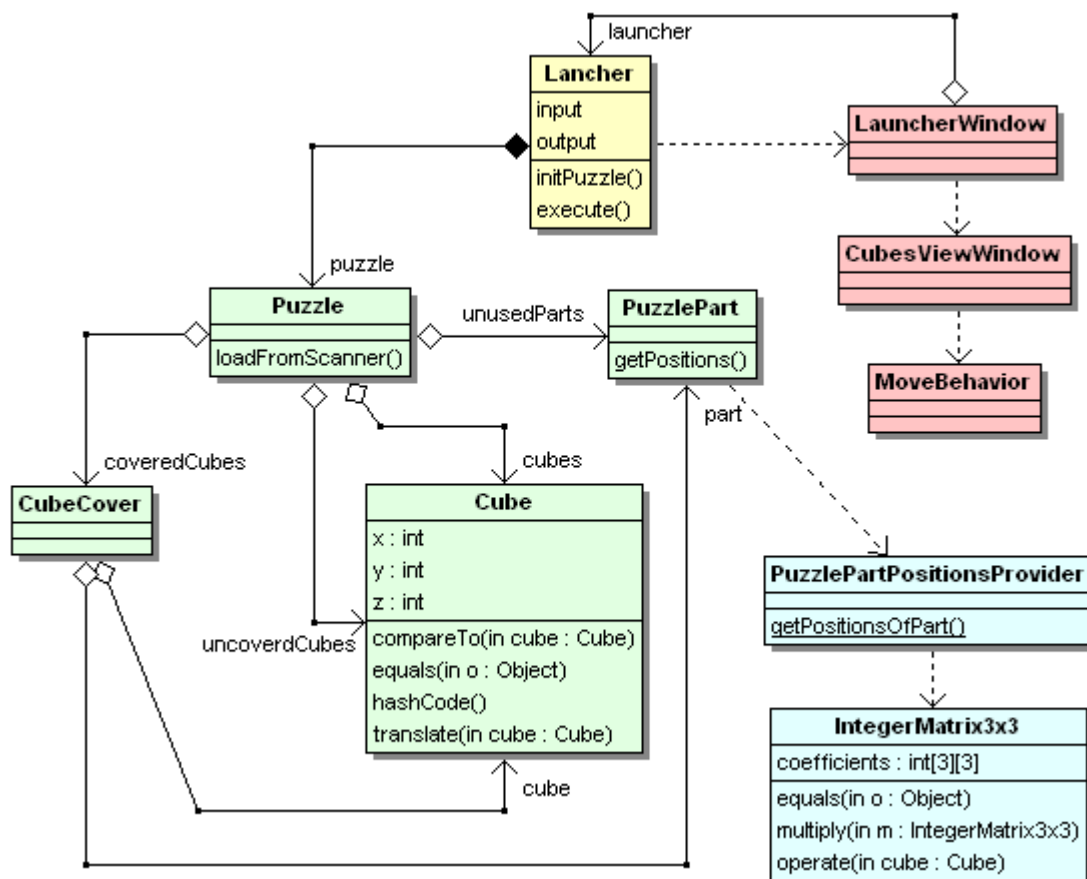 launcher
Lancher
input
output
initPuzzle()
execute()
LauncherWindow
CubesViewWindow
MoveBehavior
puzzle
Puzzle
loadFromScanner()
unusedParts
PuzzlePart
getPositions()
part
coveredCubes
CubeCover
cubes
Cube
x : int
y : int
z : int
compareTo(in cube : Cube)
equals(in o : Object)
hashCode()
translate(in cube : Cube)
uncoverdCubes
cube
PuzzlePartPositionsProvider
getPositionsOfPart()
IntegerMatrix3x3
coefficients : int[3][3]
equals(in o : Object)
multiply(in m : IntegerMatrix3x3)
operate(in cube : Cube)